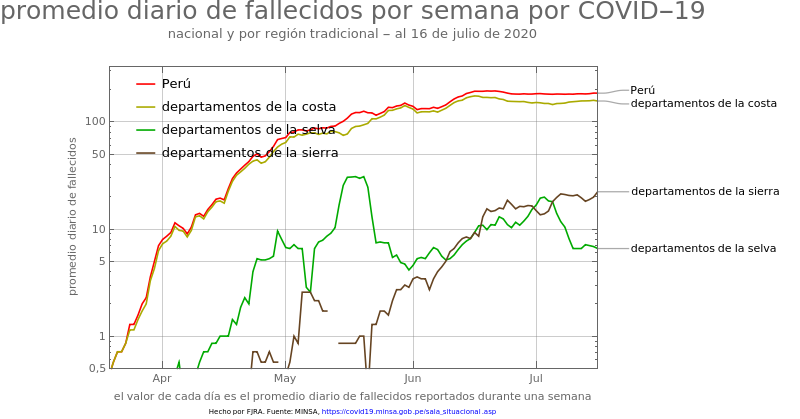 promedio diario de fallecidos por semana por COVID–19
nacional y por región tradicional – al 16 de julio de 2020
Perú
departamentos de la costa
departamentos de la selva
departamentos de la sierra
promedio diario de fallecidos
100
50
10
5
1
0,5
Apr
May
Jun
Jul
Perú
departamentos de la costa
departamentos de la sierra
departamentos de la selva
el valor de cada día es el promedio diario de fallecidos reportados durante una semana
Hecho por FJRA. Fuente: MINSA, https://covid19.minsa.gob.pe/sala_situacional.asp